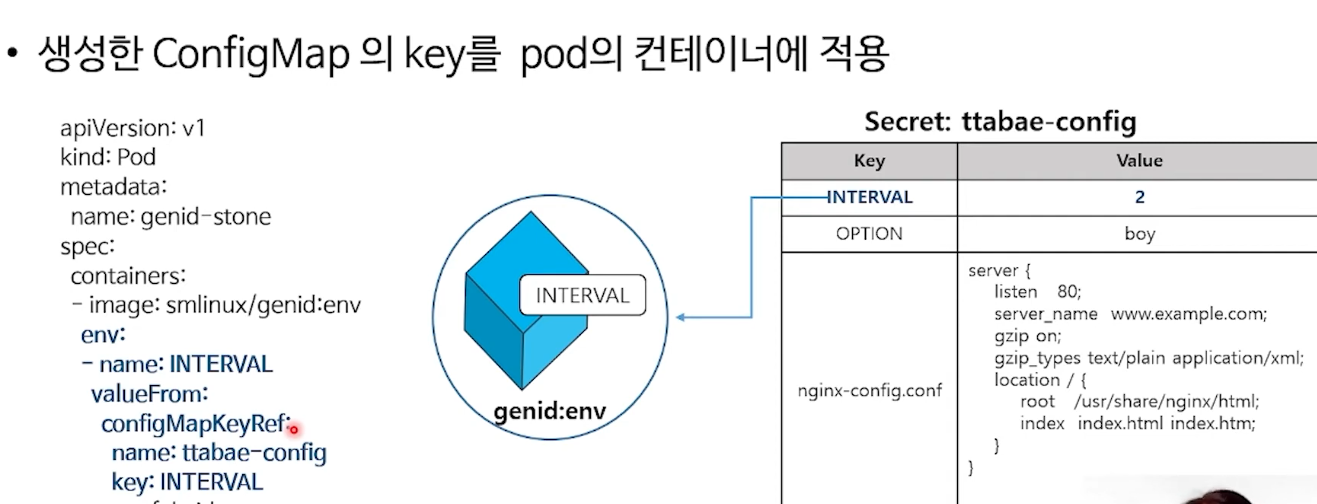 • 생성한 ConfigMap 의 key를 pod의 컨테이너에 적용
apiVersion: v1
kind: Pod
metadata:
name: genid-stone
spec:
containers:
- image: smlinux/genid:env
env:
- name: INTERVAL
valueFrom:
configMapKeyRef:
name: ttabae-config
key: INTERVAL
INTERVAL
genid:env
Secret: ttabae-config
Key Value
INTERVAL 2
OPTION boy
nginx-config.conf
server {
listen 80;
server_name www.example.com;
gzip on;
gzip_types text/plain application/xml;
location / {
root /usr/share/nginx/html;
index index.html index.htm;
}
}